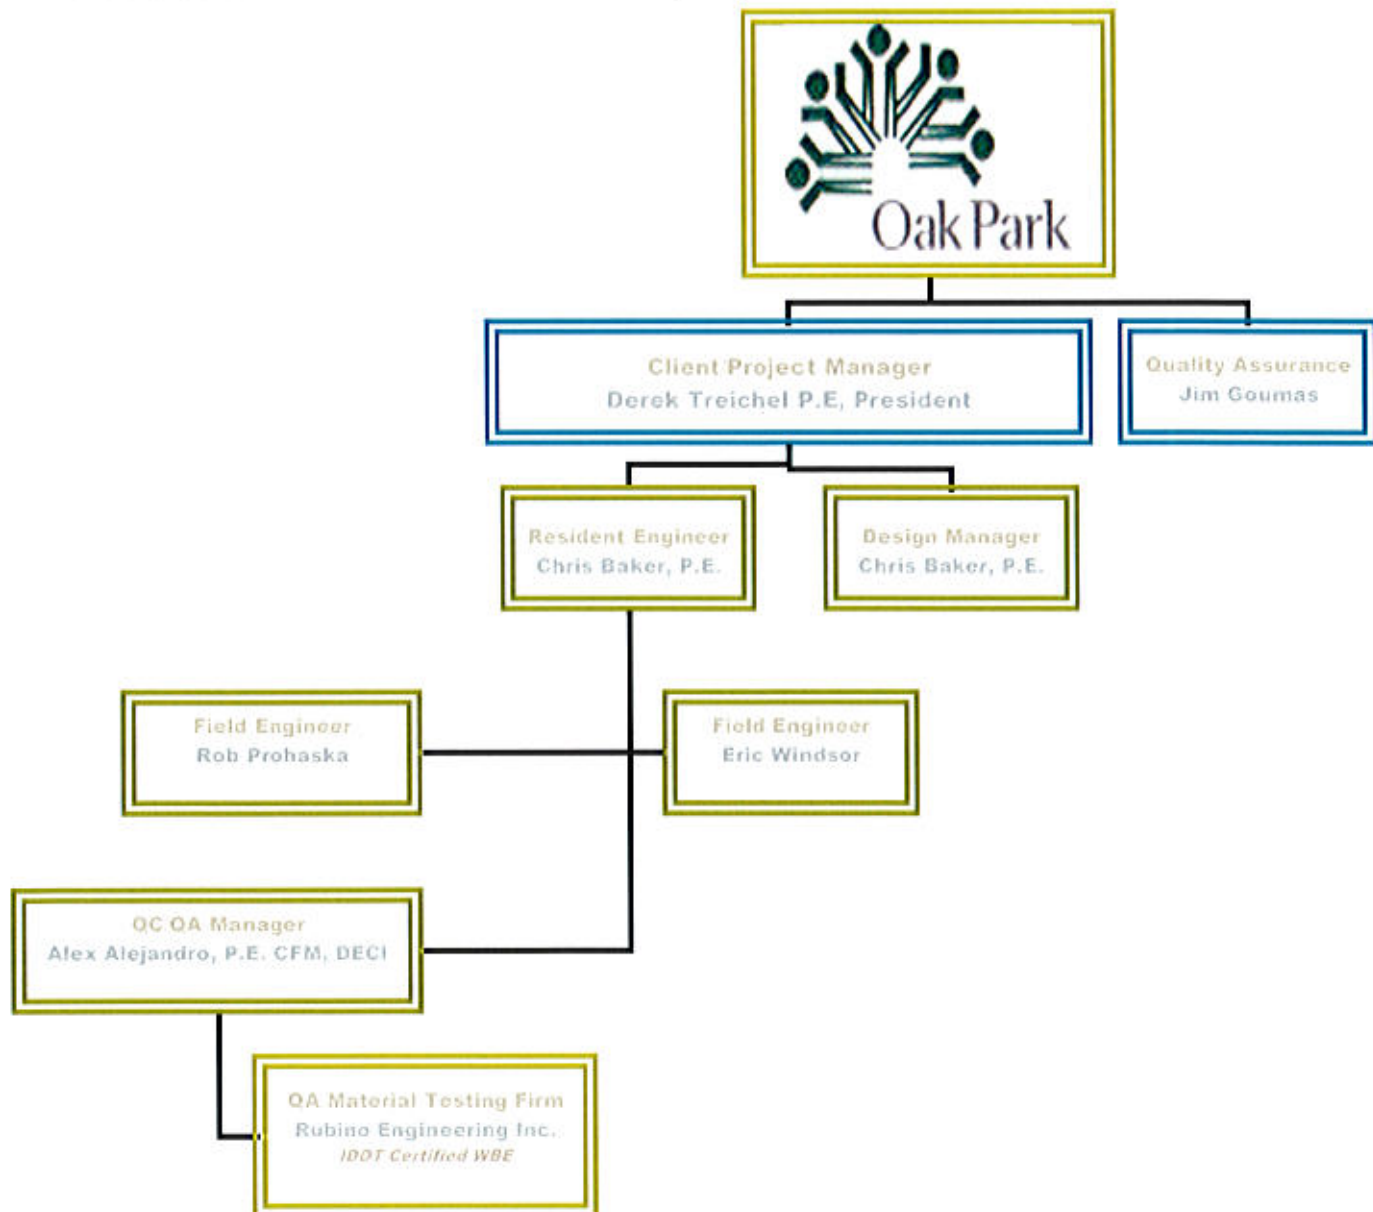 Oak Park
Client Project Manager
Derek Treichel P.E, President
Quality Assurance
Jim Goumas
Resident Engineer
Chris Baker, P.E.
Design Manager
Chris Baker, P.E.
Field Engineer
Rob Prohaska
Field Engineer
Eric Windsor
QC QA Manager
Alex Alejandro, P.E. CFM, DECI
QA Material Testing Firm
Rubino Engineering Inc.
IDOT Certified WBE